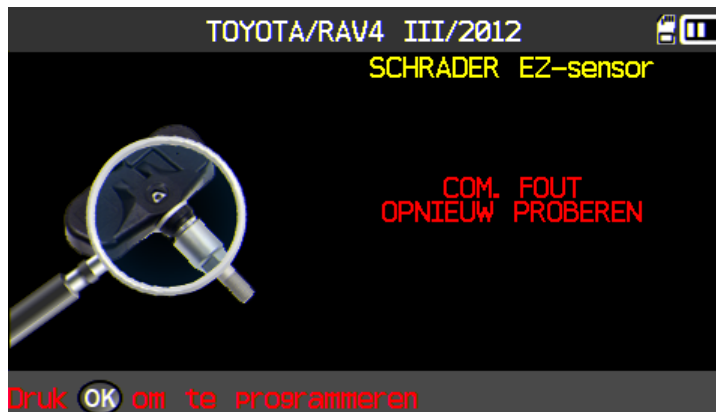 TOYOTA/RAV4 III/2012
SCHRADER EZ-sensor
COM. FOUT
OPNIEUW PROBEREN
Druk OK om te programmeren